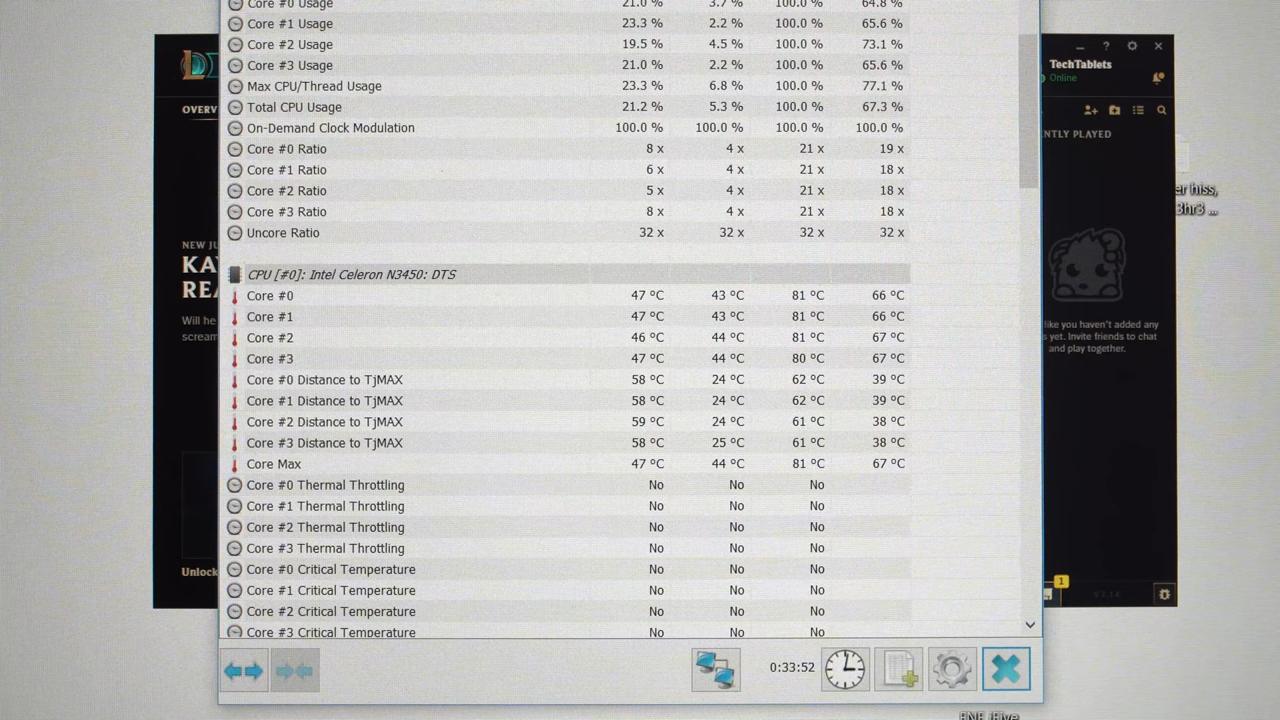 Core #0 Usage 21.0 % 3.7 % 100.0 % 64.8 %
Core #1 Usage 23.3 % 2.2 % 100.0 % 65.6 %
Core #2 Usage 19.5 % 4.5 % 100.0 % 73.1 %
Core #3 Usage 21.0 % 2.2 % 100.0 % 65.6 %
Max CPU/Thread Usage 23.3 % 6.8 % 100.0 % 77.1 %
Total CPU Usage 21.2 % 5.3 % 100.0 % 67.3 %
On-Demand Clock Modulation 100.0 % 100.0 % 100.0 % 100.0 %
Core #0 Ratio 8 x 4 x 21 x 19 x
Core #1 Ratio 6 x 4 x 21 x 18 x
Core #2 Ratio 5 x 4 x 21 x 18 x
Core #3 Ratio 8 x 4 x 21 x 18 x
Uncore Ratio 32 x 32 x 32 x 32 x
CPU [#0]: Intel Celeron N3450: DTS
Core #0 47 °C 43 °C 81 °C 66 °C
Core #1 47 °C 43 °C 81 °C 66 °C
Core #2 46 °C 44 °C 81 °C 67 °C
Core #3 47 °C 44 °C 80 °C 67 °C
Core #0 Distance to TjMAX 58 °C 24 °C 62 °C 39 °C
Core #1 Distance to TjMAX 58 °C 24 °C 62 °C 39 °C
Core #2 Distance to TjMAX 59 °C 24 °C 61 °C 38 °C
Core #3 Distance to TjMAX 58 °C 25 °C 61 °C 38 °C
Core Max 47 °C 44 °C 81 °C 67 °C
Core #0 Thermal Throttling No No No
Core #1 Thermal Throttling No No No
Core #2 Thermal Throttling No No No
Core #3 Thermal Throttling No No No
Core #0 Critical Temperature No No No
Core #1 Critical Temperature No No No
Core #2 Critical Temperature No No No
Core #3 Critical Temperature No No No
0:33:52
OVERV
NEW JU
KA
REA
Will he
scream
Unlock
TechTablets
Online
NTLY PLAYED
like you haven't added any
s yet. Invite friends to chat
and play together.
1
er hiss,
3hr3 ...